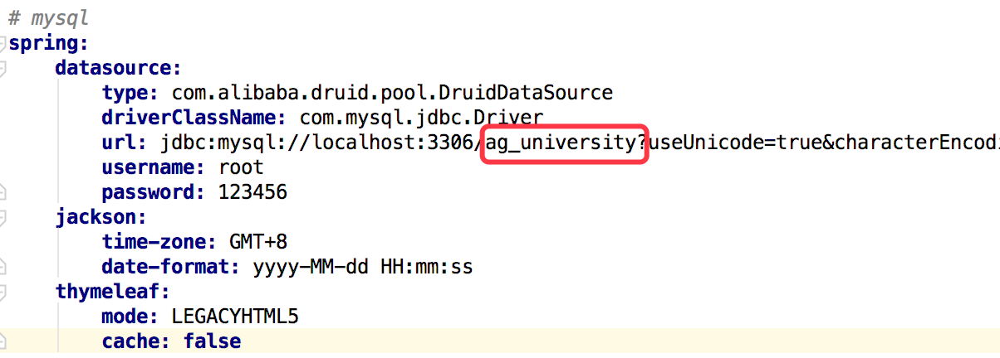 # mysql
spring:
datasource:
type: com.alibaba.druid.pool.DruidDataSource
driverClassName: com.mysql.jdbc.Driver
url: jdbc:mysql://localhost:3306/ag_university?useUnicode=true&characterEncodi
username: root
password: 123456
jackson:
time-zone: GMT+8
date-format: yyyy-MM-dd HH:mm:ss
thymeleaf:
mode: LEGACYHTML5
cache: false